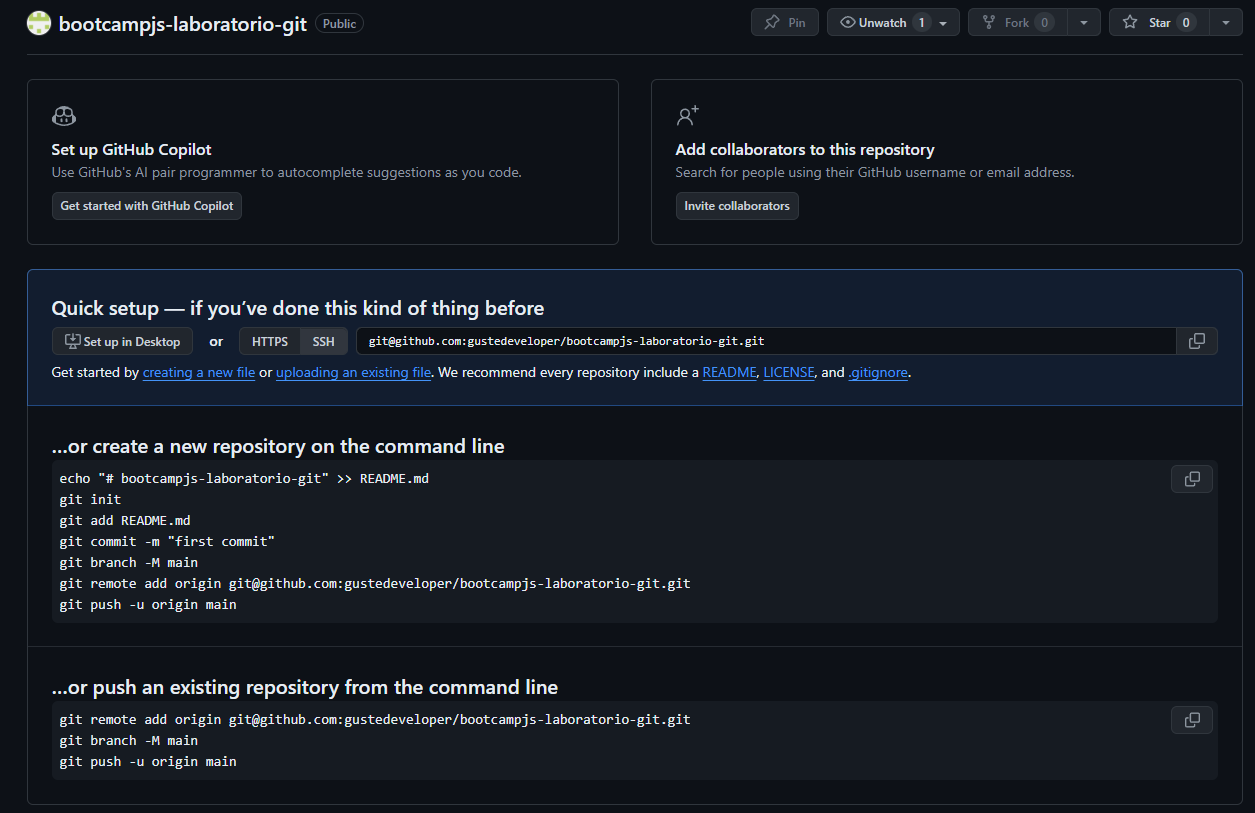 bootcampjs-laboratorio-git Public Pin Unwatch 1 Fork 0 Star 0
Set up GitHub Copilot
Use GitHub's AI pair programmer to autocomplete suggestions as you code.
Get started with GitHub Copilot
Add collaborators to this repository
Search for people using their GitHub username or email address.
Invite collaborators
Quick setup — if you’ve done this kind of thing before
Set up in Desktop or HTTPS SSH git@github.com:gustedeveloper/bootcampjs-laboratorio-git.git
Get started by creating a new file or uploading an existing file. We recommend every repository include a README, LICENSE, and .gitignore.
…or create a new repository on the command line
echo "# bootcampjs-laboratorio-git" >> README.md
git init
git add README.md
git commit -m "first commit"
git branch -M main
git remote add origin git@github.com:gustedeveloper/bootcampjs-laboratorio-git.git
git push -u origin main
…or push an existing repository from the command line
git remote add origin git@github.com:gustedeveloper/bootcampjs-laboratorio-git.git
git branch -M main
git push -u origin main